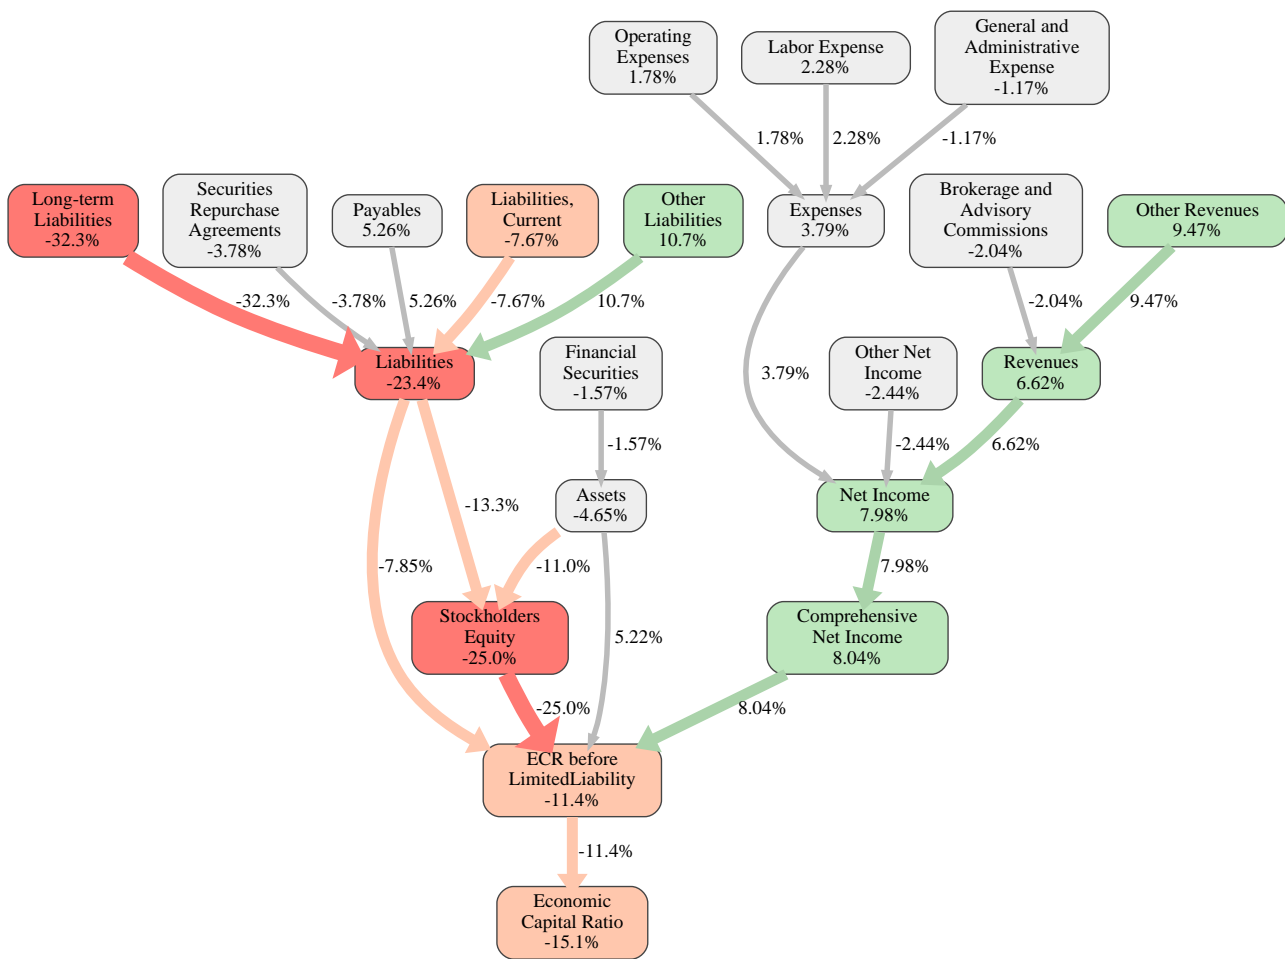 Operating
Expenses
1.78%
Labor Expense
2.28%
General and
Administrative
Expense
-1.17%
1.78%
2.28%
-1.17%
Long-term
Liabilities
-32.3%
Securities
Repurchase
Agreements
-3.78%
Payables
5.26%
Liabilities,
Current
-7.67%
Other
Liabilities
10.7%
Expenses
3.79%
Brokerage and
Advisory
Commissions
-2.04%
Other Revenues
9.47%
-32.3%
-3.78%
5.26%
-7.67%
10.7%
-2.04%
9.47%
Liabilities
-23.4%
Financial
Securities
-1.57%
3.79%
Other Net
Income
-2.44%
Revenues
6.62%
-1.57%
-2.44%
6.62%
-13.3%
Assets
-4.65%
Net Income
7.98%
-7.85%
-11.0%
7.98%
Stockholders
Equity
-25.0%
5.22%
Comprehensive
Net Income
8.04%
-25.0%
8.04%
ECR before
LimitedLiability
-11.4%
-11.4%
Economic
Capital Ratio
-15.1%